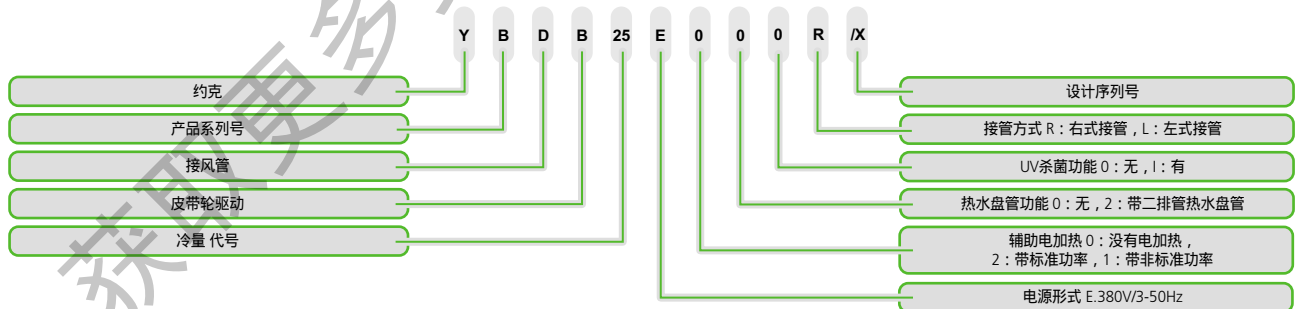 Y B D B 25 E 0 0 0 R /X
约克
产品系列号
接风管
皮带轮驱动
冷量 代号
设计序列号
接管方式 R：右式接管，L：左式接管
UV杀菌功能 0：无，I：有
热水盘管功能 0：无，2：带二排管热水盘管
辅助电加热 0：没有电加热，
2：带标准功率，1：带非标准功率
电源形式 E.380V/3-50Hz
获取更多